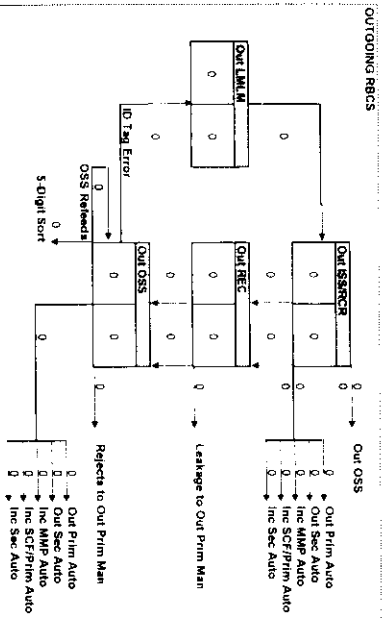 OUTGOING RBCS
0
0
Out OSS
Out ISS/RCR
0 0
0
0
0 Out Prim Auto
0 Out Sec Auto
0 Inc MMP Auto
0 Inc SCF/Prim Auto
0 Inc Sec Auto
0
0 0
Out LMLM
0 0
Out REC
0 0
0
Leakage to Out Prim Man
0
0 0
ID Tag Error
Out OSS
0 0
0
Rejects to Out Prim Man
OSS Refeeds
0
0
5-Digit Sort
0
0 Out Prim Auto
0 Out Sec Auto
0 Inc MMP Auto
0 Inc SCF/Prim Auto
0 Inc Sec Auto